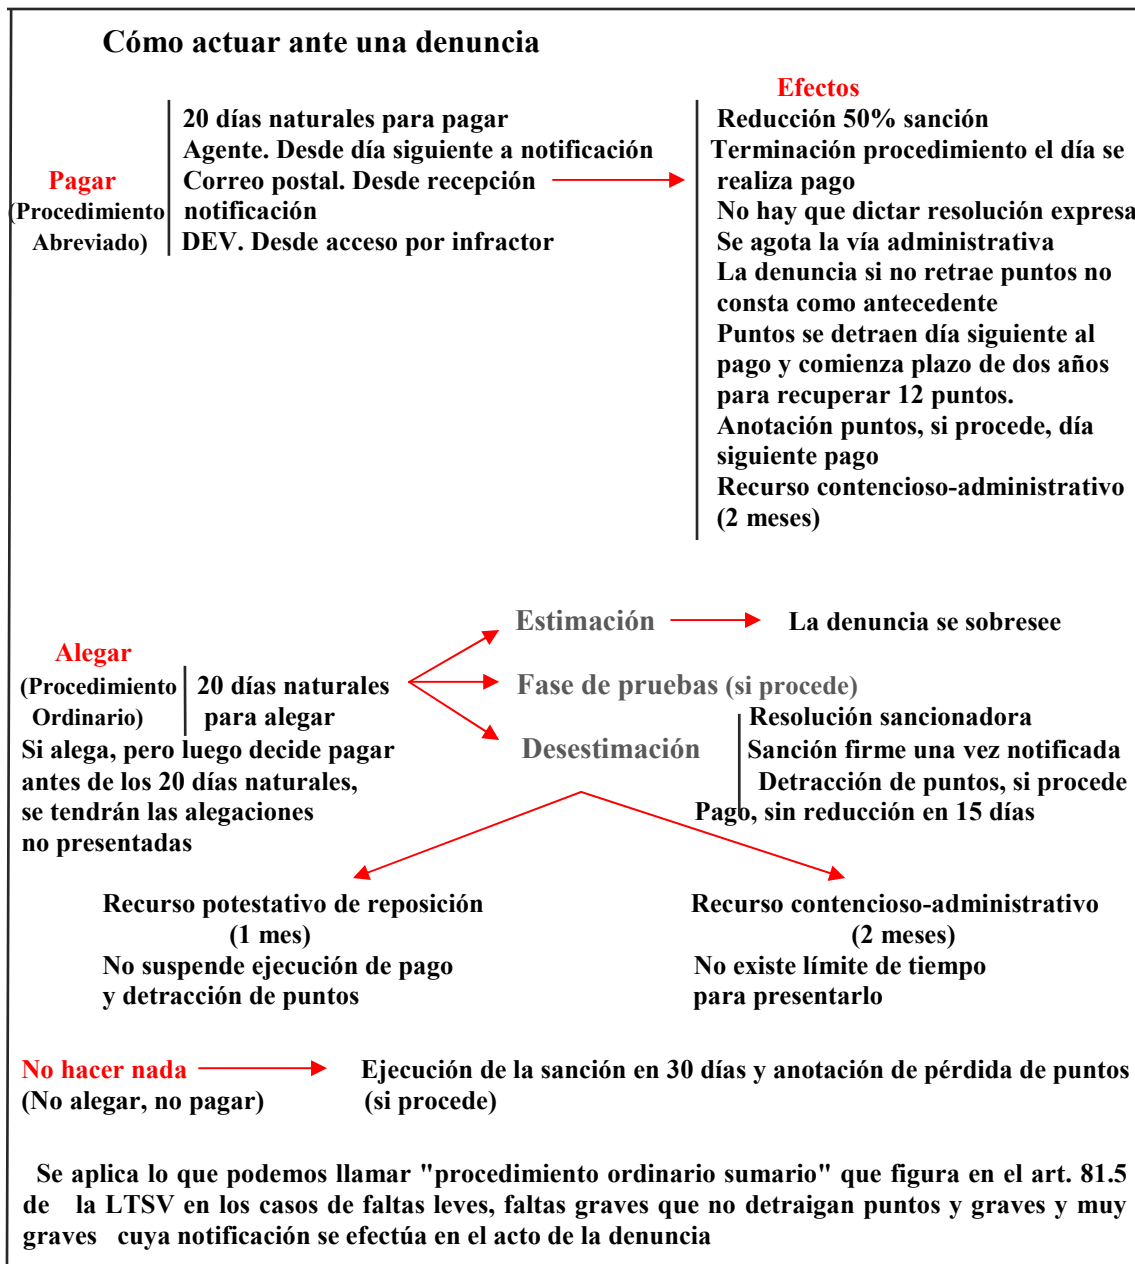 Cómo actuar ante una denuncia
Pagar
(Procedimiento
Abreviado)
20 días naturales para pagar
Agente. Desde día siguiente a notificación
Correo postal. Desde recepción
notificación
DEV. Desde acceso por infractor
Efectos
Reducción 50% sanción
Terminación procedimiento el día se
realiza pago
No hay que dictar resolución expresa
Se agota la vía administrativa
La denuncia si no retrae puntos no
consta como antecedente
Puntos se detraen día siguiente al
pago y comienza plazo de dos años
para recuperar 12 puntos.
Anotación puntos, si procede, día
siguiente pago
Recurso contencioso-administrativo
(2 meses)
Alegar
(Procedimiento
Ordinario)
20 días naturales
para alegar
Si alega, pero luego decide pagar
antes de los 20 días naturales,
se tendrán las alegaciones
no presentadas
Estimación
La denuncia se sobresee
Fase de pruebas (si procede)
Desestimación
Resolución sancionadora
Sanción firme una vez notificada
Detracción de puntos, si procede
Pago, sin reducción en 15 días
Recurso potestativo de reposición
(1 mes)
No suspende ejecución de pago
y detracción de puntos
Recurso contencioso-administrativo
(2 meses)
No existe límite de tiempo
para presentarlo
No hacer nada
(No alegar, no pagar)
Ejecución de la sanción en 30 días y anotación de pérdida de puntos
(si procede)
Se aplica lo que podemos llamar "procedimiento ordinario sumario" que figura en el art. 81.5
de la LTSV en los casos de faltas leves, faltas graves que no detraigan puntos y graves y muy
graves cuya notificación se efectúa en el acto de la denuncia